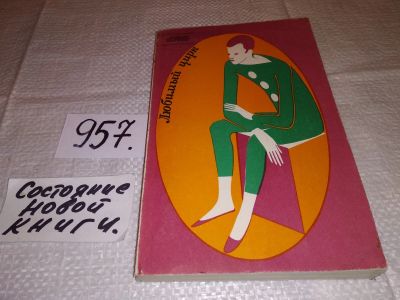 Любимый цирк
957.
Состояние
новой
книги.